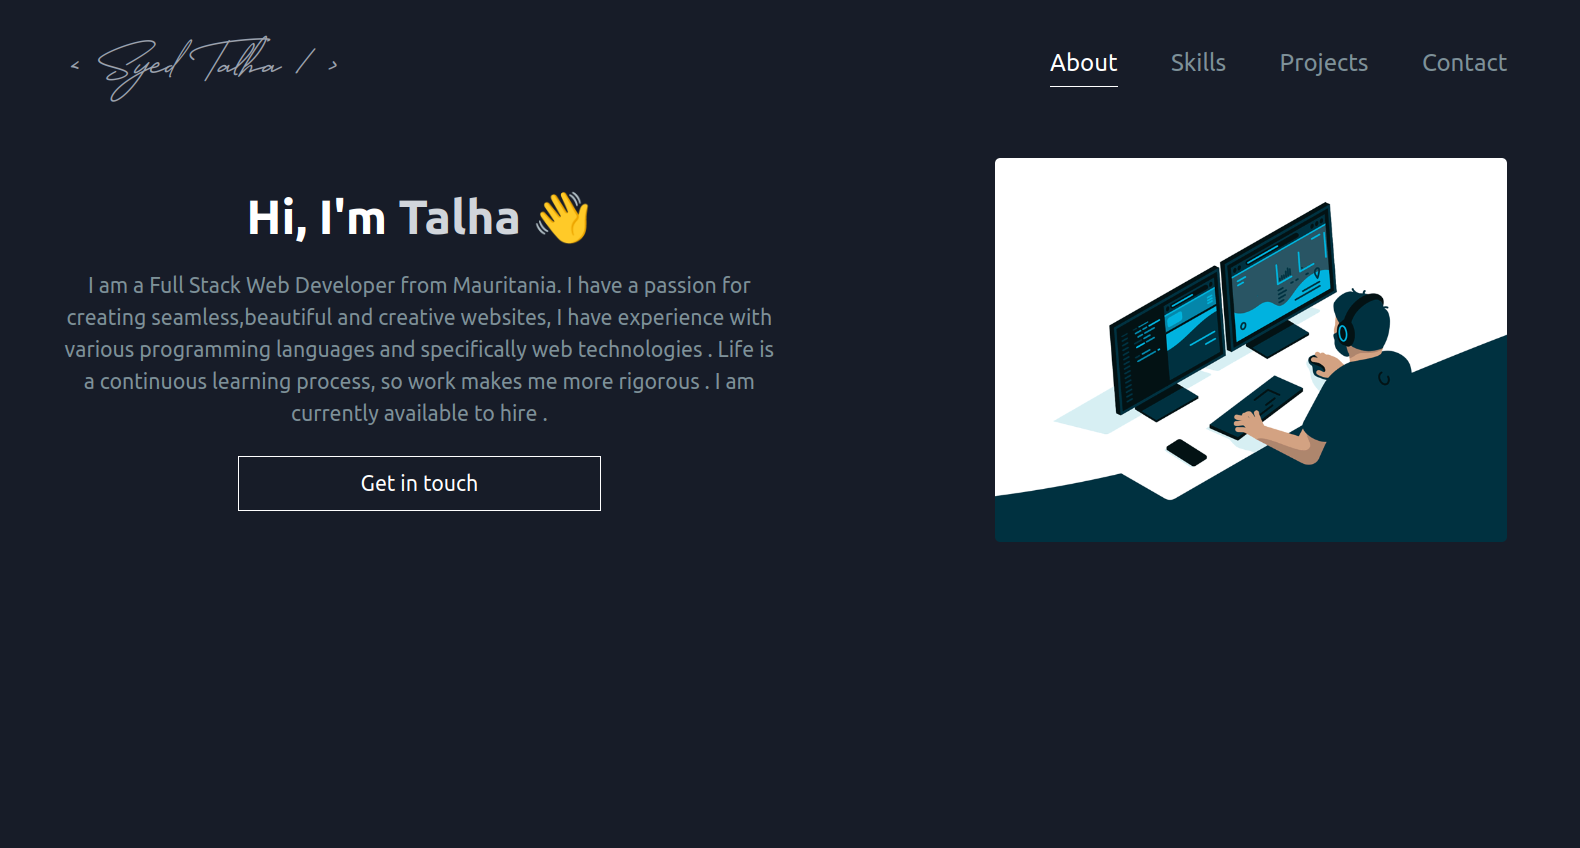 < Syed Talha / >
About Skills Projects Contact
Hi, I'm Talha 👋
I am a Full Stack Web Developer from Mauritania. I have a passion for
creating seamless,beautiful and creative websites, I have experience with
various programming languages and specifically web technologies . Life is
a continuous learning process, so work makes me more rigorous . I am
currently available to hire .
Get in touch